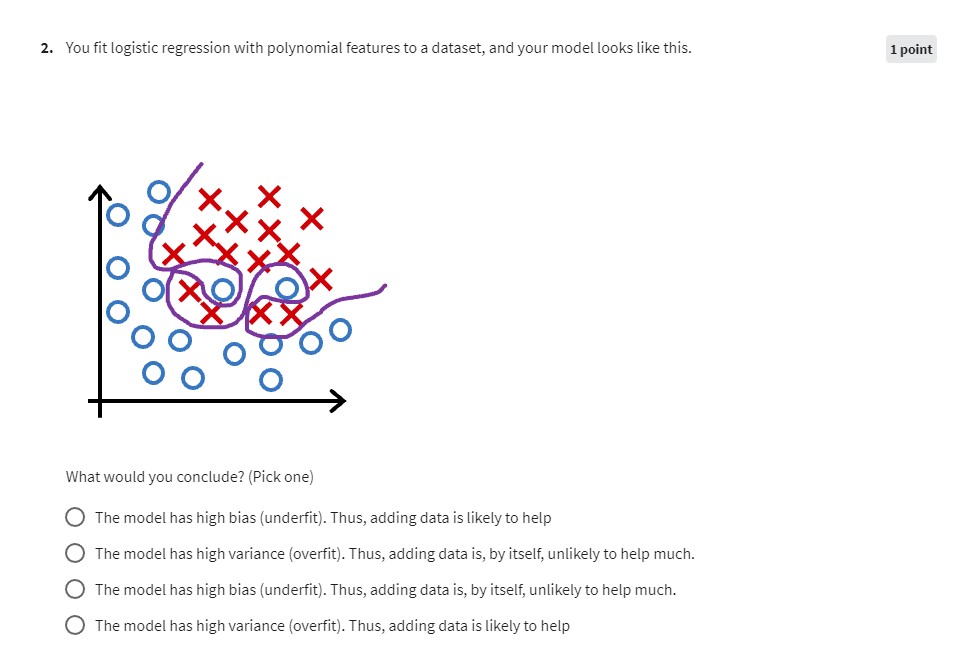 2. You fit logistic regression with polynomial features to a dataset, and your model looks like this.
1 point
What would you conclude? (Pick one)
The model has high bias (underfit). Thus, adding data is likely to help
The model has high variance (overfit). Thus, adding data is, by itself, unlikely to help much.
The model has high bias (underfit). Thus, adding data is, by itself, unlikely to help much.
The model has high variance (overfit). Thus, adding data is likely to help